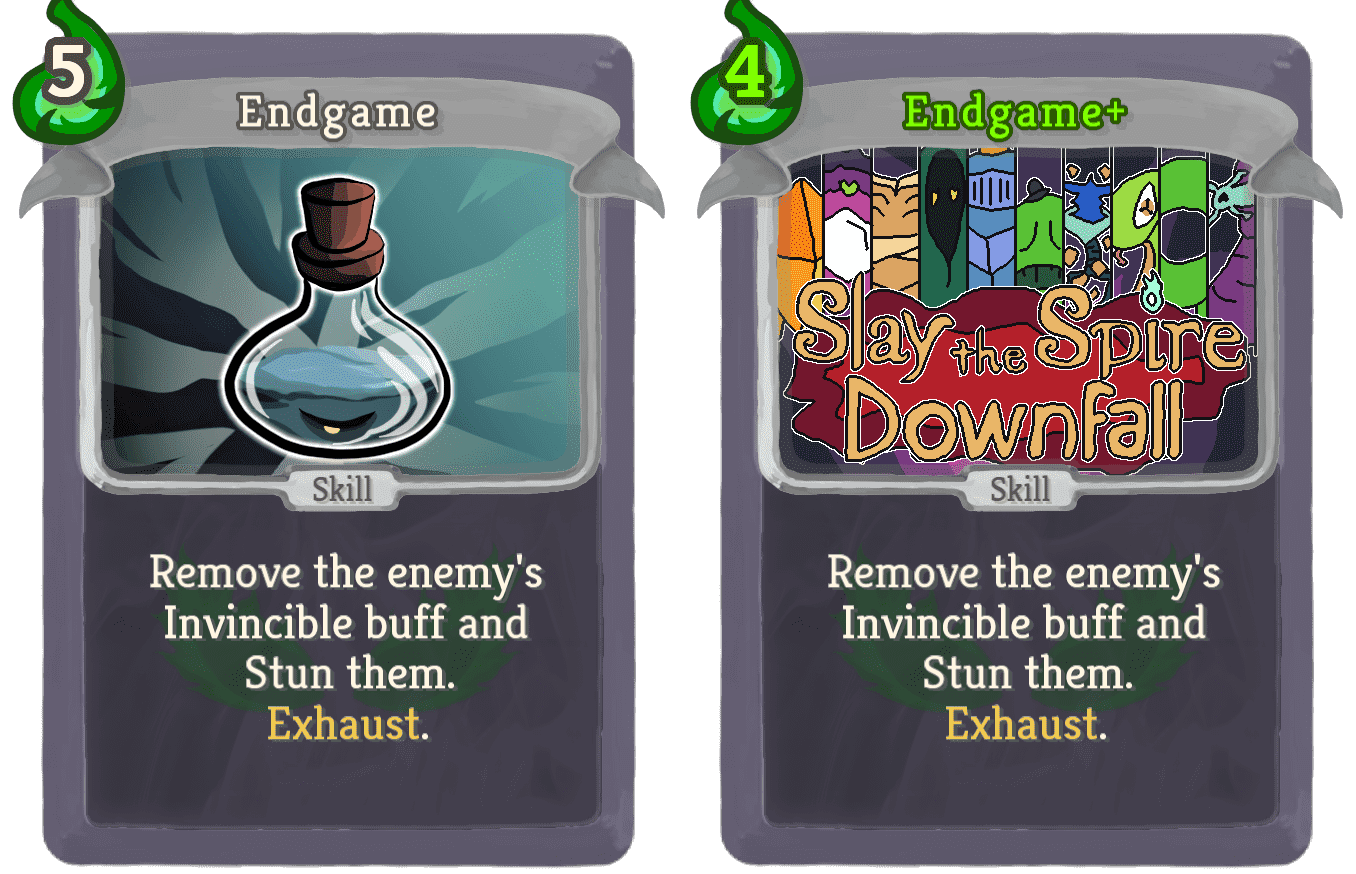 5
Endgame
Skill
Remove the enemy's
Invincible buff and
Stun them.
Exhaust.
4
Endgame+
Slay the Spire
Downfall
Skill
Remove the enemy's
Invincible buff and
Stun them.
Exhaust.